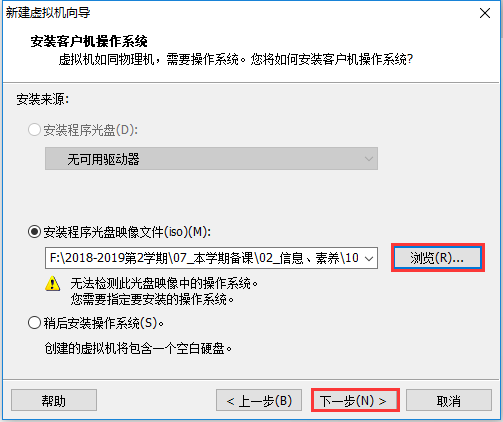 新建虚拟机向导
安装客户机操作系统
虚拟机如同物理机，需要操作系统。您将如何安装客户机操作系统?
安装来源:
安装程序光盘(D):
无可用驱动器
安装程序光盘映像文件(iso)(M):
F:\2018-2019第2学期\07_本学期备课\02_信息、素养\10
浏览(R)...
无法检测此光盘映像中的操作系统。
您需要指定要安装的操作系统。
稍后安装操作系统(S)。
创建的虚拟机将包含一个空白硬盘。
帮助
< 上一步(B)
下一步(N) >
取消